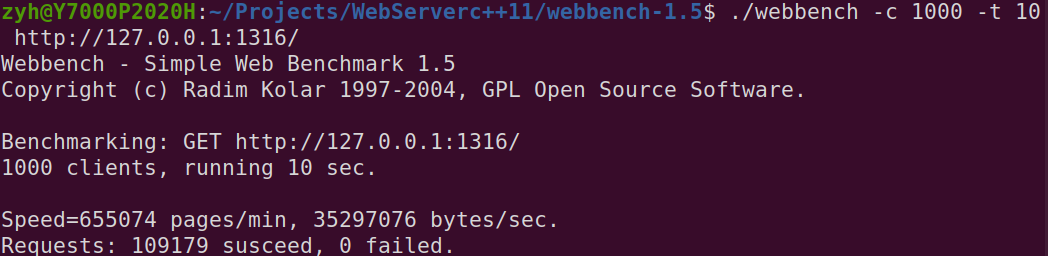 zyh@Y7000P2020H:~/Projects/WebServerc++11/webbench-1.5$ ./webbench -c 1000 -t 10
http://127.0.0.1:1316/
Webbench - Simple Web Benchmark 1.5
Copyright (c) Radim Kolar 1997-2004, GPL Open Source Software.
Benchmarking: GET http://127.0.0.1:1316/
1000 clients, running 10 sec.
Speed=655074 pages/min, 35297076 bytes/sec.
Requests: 109179 susceed, 0 failed.